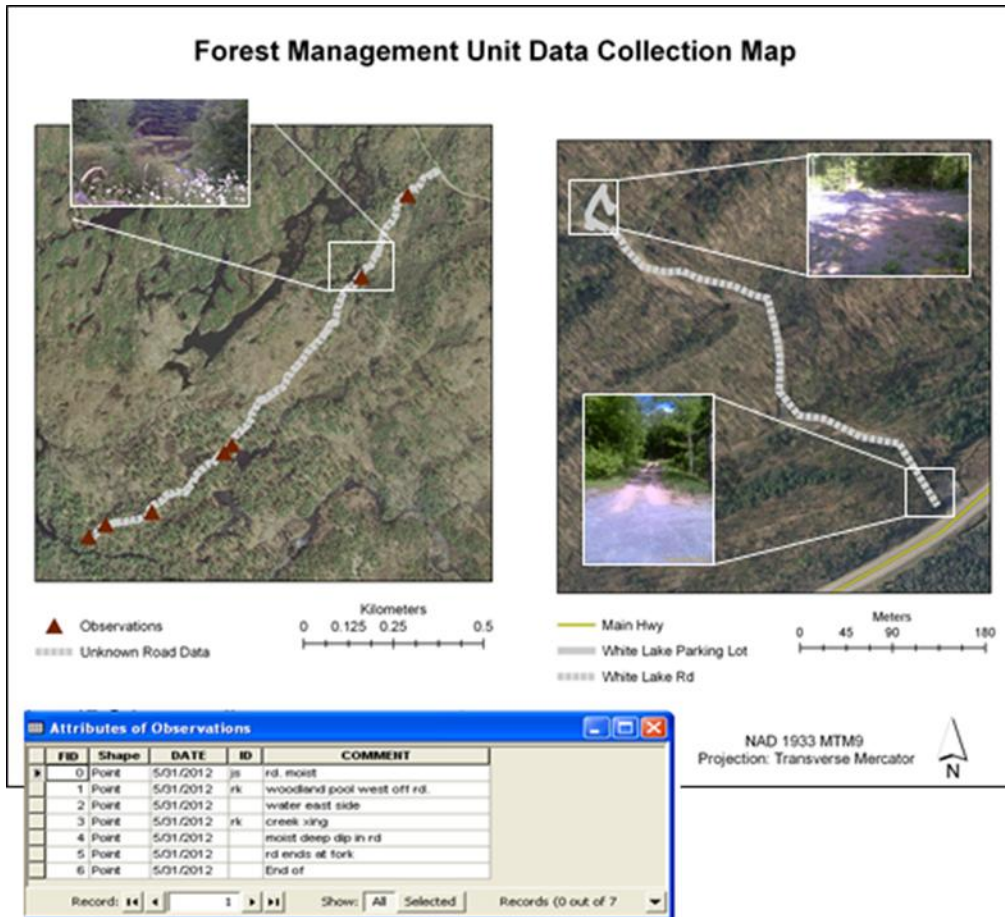 Forest Management Unit Data Collection Map
Observations
Unknown Road Data
Kilometers
0 0.125 0.25 0.5
Main Hwy
White Lake Parking Lot
White Lake Rd
Meters
0 45 90 180
Attributes of Observations
FID Shape DATE ID COMMENT
0 Point 5/31/2012 js rd. moist
1 Point 5/31/2012 rk woodland pool west off rd.
2 Point 5/31/2012 water east side
3 Point 5/31/2012 rk creek xing
4 Point 5/31/2012 moist deep dip in rd
5 Point 5/31/2012 rd ends at fork
6 Point 5/31/2012 End of
Record: 1 Show: All Selected Records (0 out of 7
NAD 1933 MTM9
Projection: Transverse Mercator
N